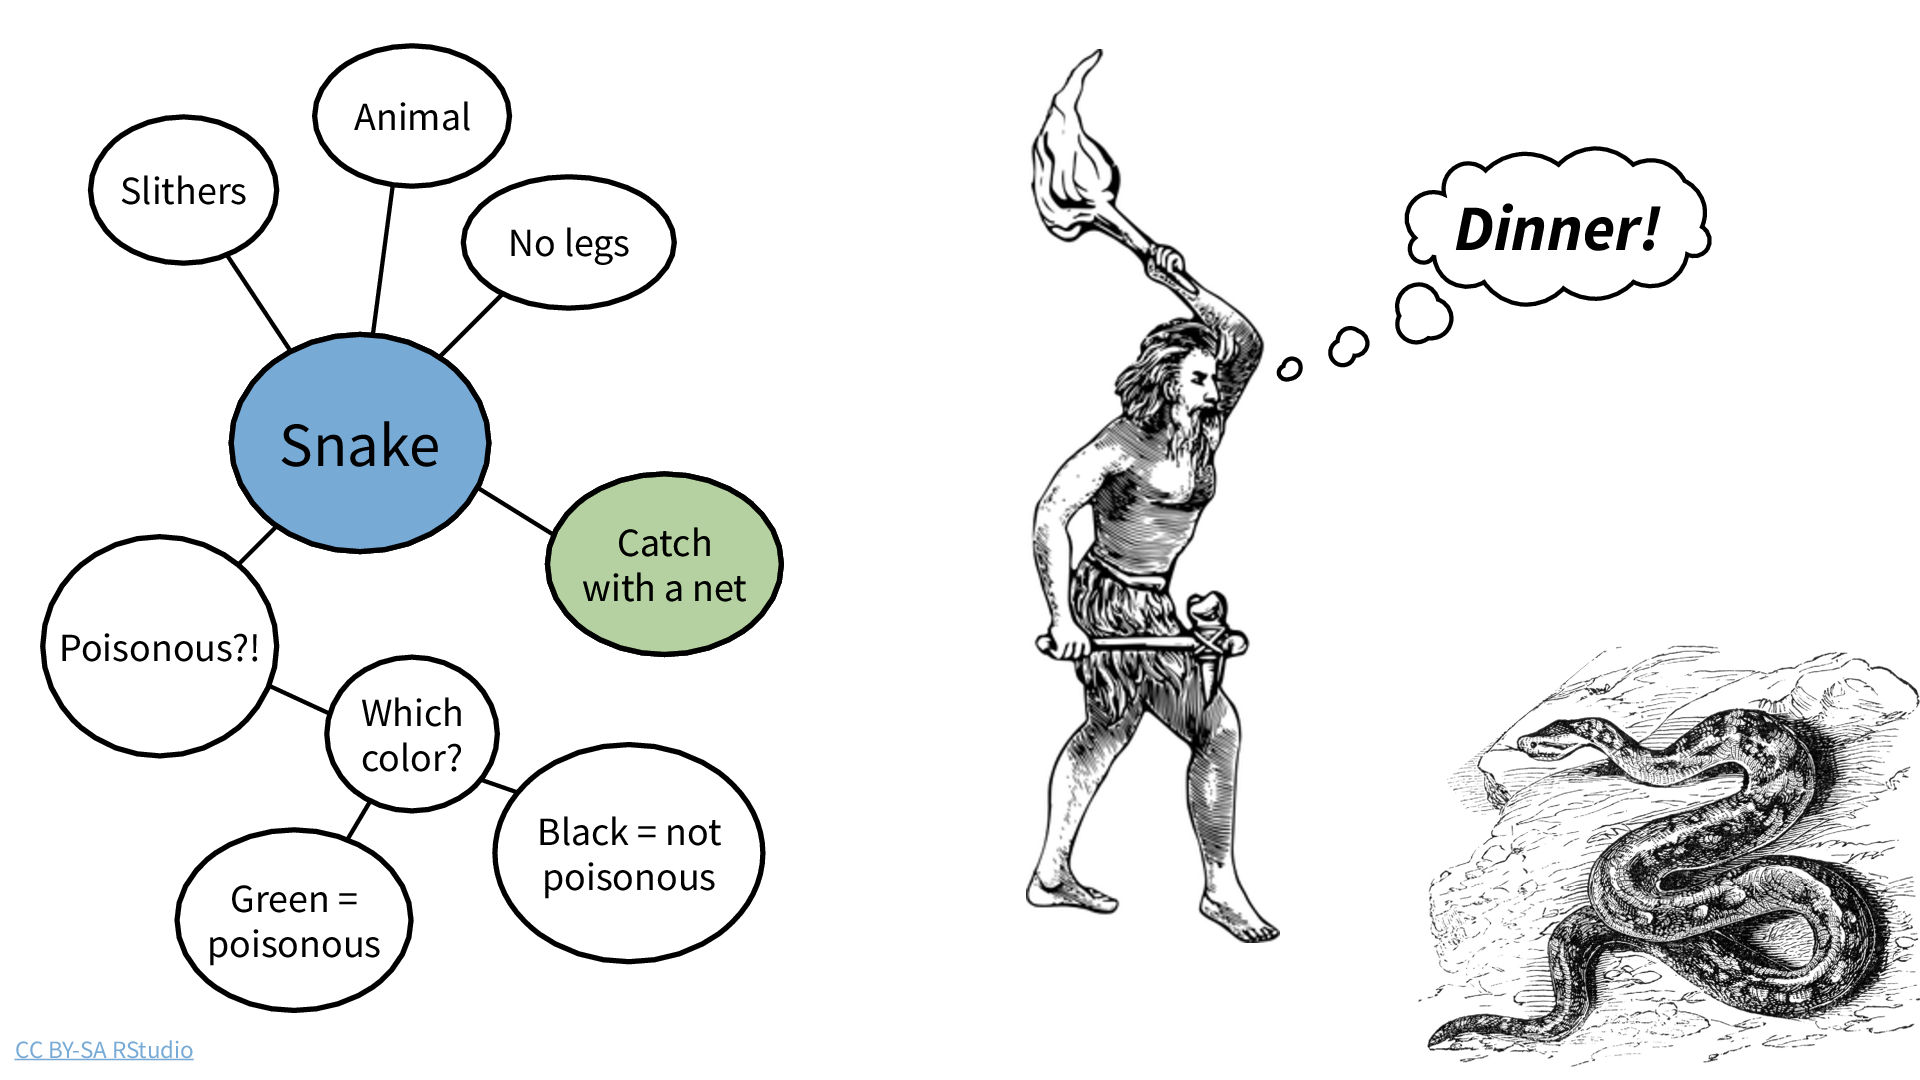 Animal
Slithers
No legs
Snake
Catch
with a net
Poisonous?!
Which
color?
Black = not
poisonous
Green =
poisonous
Dinner!
CC BY-SA RStudio